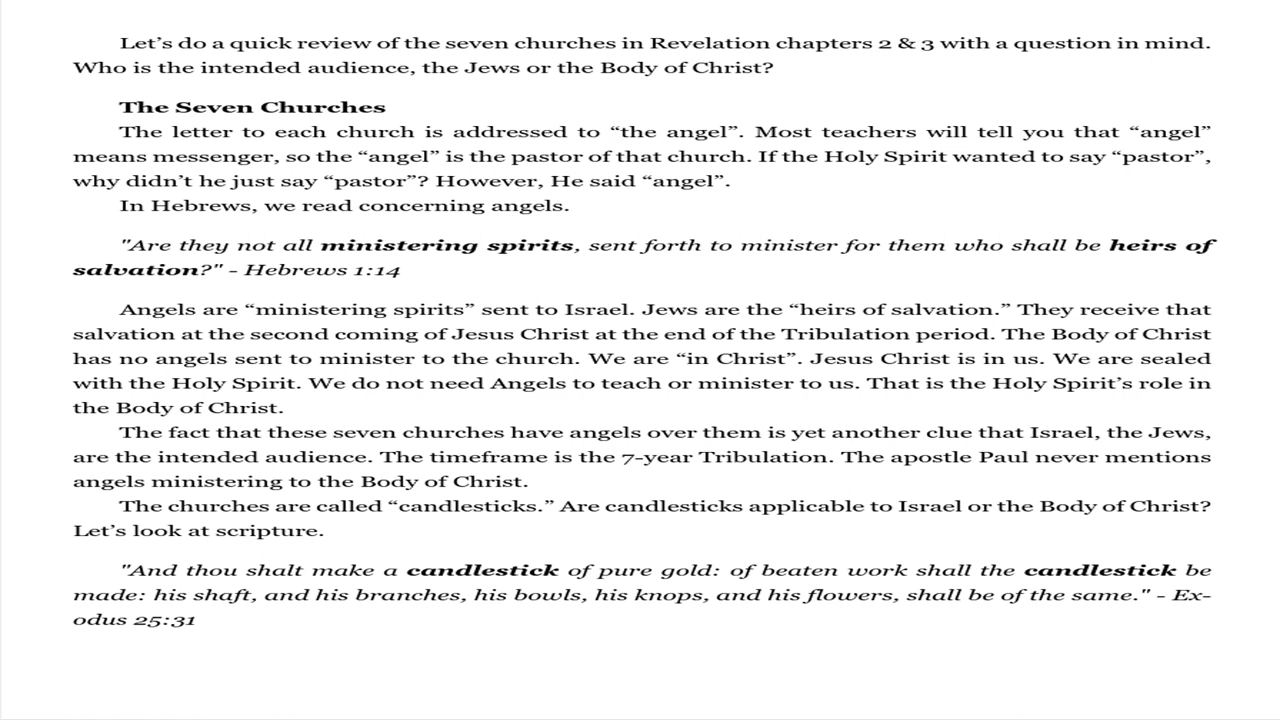 Let’s do a quick review of the seven churches in Revelation chapters 2 & 3 with a question in mind.
Who is the intended audience, the Jews or the Body of Christ?
The Seven Churches
The letter to each church is addressed to “the angel”. Most teachers will tell you that “angel”
means messenger, so the “angel” is the pastor of that church. If the Holy Spirit wanted to say “pastor”,
why didn’t he just say “pastor”? However, He said “angel”.
In Hebrews, we read concerning angels.
"Are they not all ministering spirits, sent forth to minister for them who shall be heirs of
salvation?" - Hebrews 1:14
Angels are “ministering spirits” sent to Israel. Jews are the “heirs of salvation.” They receive that
salvation at the second coming of Jesus Christ at the end of the Tribulation period. The Body of Christ
has no angels sent to minister to the church. We are “in Christ”. Jesus Christ is in us. We are sealed
with the Holy Spirit. We do not need Angels to teach or minister to us. That is the Holy Spirit’s role in
the Body of Christ.
The fact that these seven churches have angels over them is yet another clue that Israel, the Jews,
are the intended audience. The timeframe is the 7-year Tribulation. The apostle Paul never mentions
angels ministering to the Body of Christ.
The churches are called “candlesticks.” Are candlesticks applicable to Israel or the Body of Christ?
Let’s look at scripture.
"And thou shalt make a candlestick of pure gold: of beaten work shall the candlestick be
made: his shaft, and his branches, his bowls, his knops, and his flowers, shall be of the same." - Ex-
odus 25:31